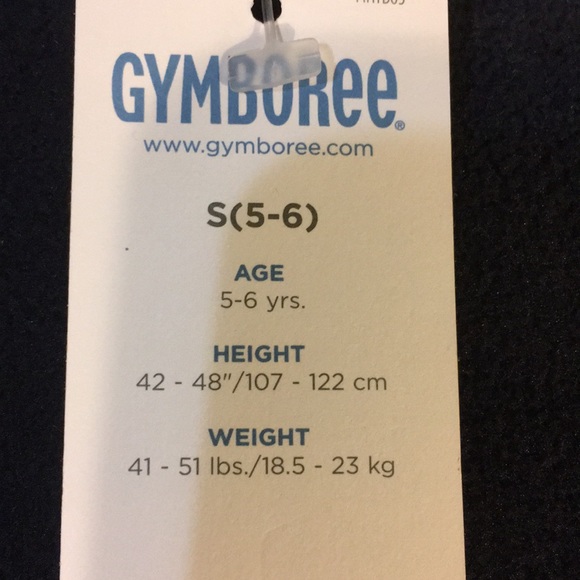 GYMBOREE®
www.gymboree.com
S(5-6)
AGE
5-6 yrs.
HEIGHT
42 - 48"/107 - 122 cm
WEIGHT
41 - 51 lbs./18.5 - 23 kg